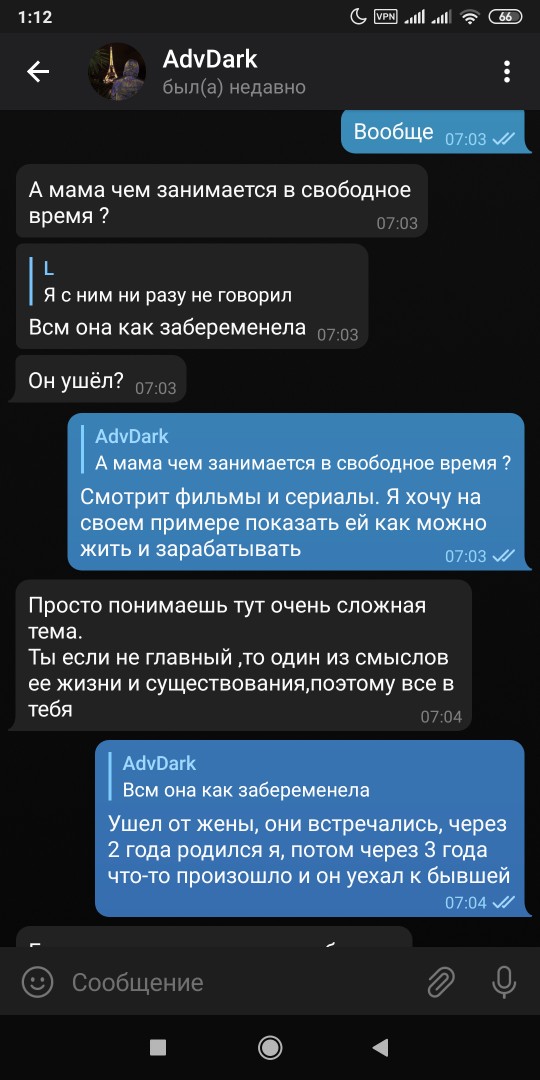 1:12
VPN
66
AdvDark
был(а) недавно
Вообще
07:03
А мама чем занимается в свободное
время ?
07:03
L
Я с ним ни разу не говорил
Всм она как забеременела
07:03
Он ушёл?
07:03
AdvDark
А мама чем занимается в свободное время ?
Смотрит фильмы и сериалы. Я хочу на
своем примере показать ей как можно
жить и зарабатывать
07:03
Просто понимаешь тут очень сложная
тема.
Ты если не главный ,то один из смыслов
ее жизни и существования,поэтому все в
тебя
07:04
AdvDark
Всм она как забеременела
Ушел от жены, они встречались, через
2 года родился я, потом через 3 года
что-то произошло и он уехал к бывшей
07:04
Сообщение